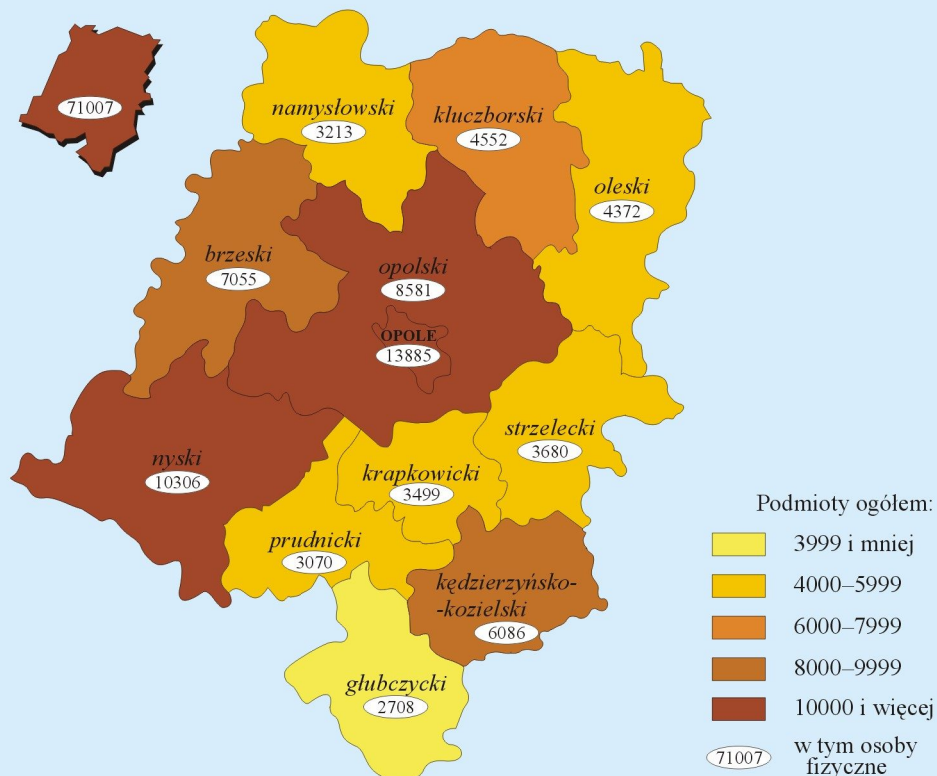 71007
namysłowski
3213
kluczborski
4552
oleski
4372
brzeski
7055
opolski
8581
OPOLE
13885
strzelecki
3680
nyski
10306
krapkowicki
3499
prudnicki
3070
kędzierzyńsko-
-kozielski
6086
głubczycki
2708
Podmioty ogółem:
3999 i mniej
4000–5999
6000–7999
8000–9999
10000 i więcej
71007
w tym osoby
fizyczne